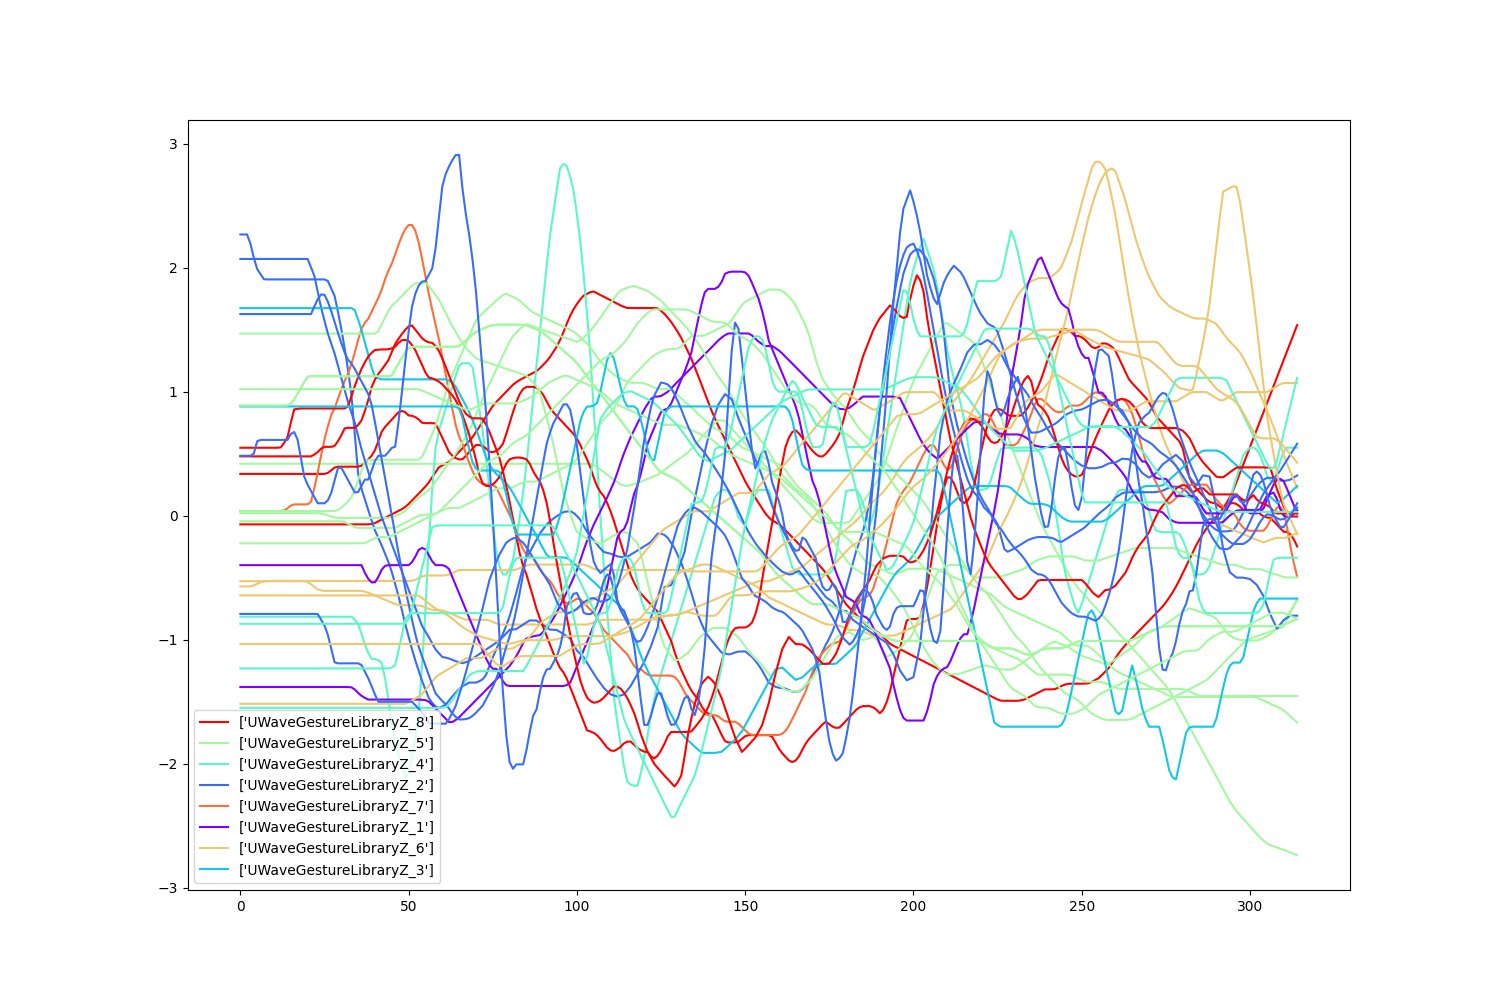 3
2
1
0
−1
−2
−3
['UWaveGestureLibraryZ_8']
['UWaveGestureLibraryZ_5']
['UWaveGestureLibraryZ_4']
['UWaveGestureLibraryZ_2']
['UWaveGestureLibraryZ_7']
['UWaveGestureLibraryZ_1']
['UWaveGestureLibraryZ_6']
['UWaveGestureLibraryZ_3']
0 50 100 150 200 250 300